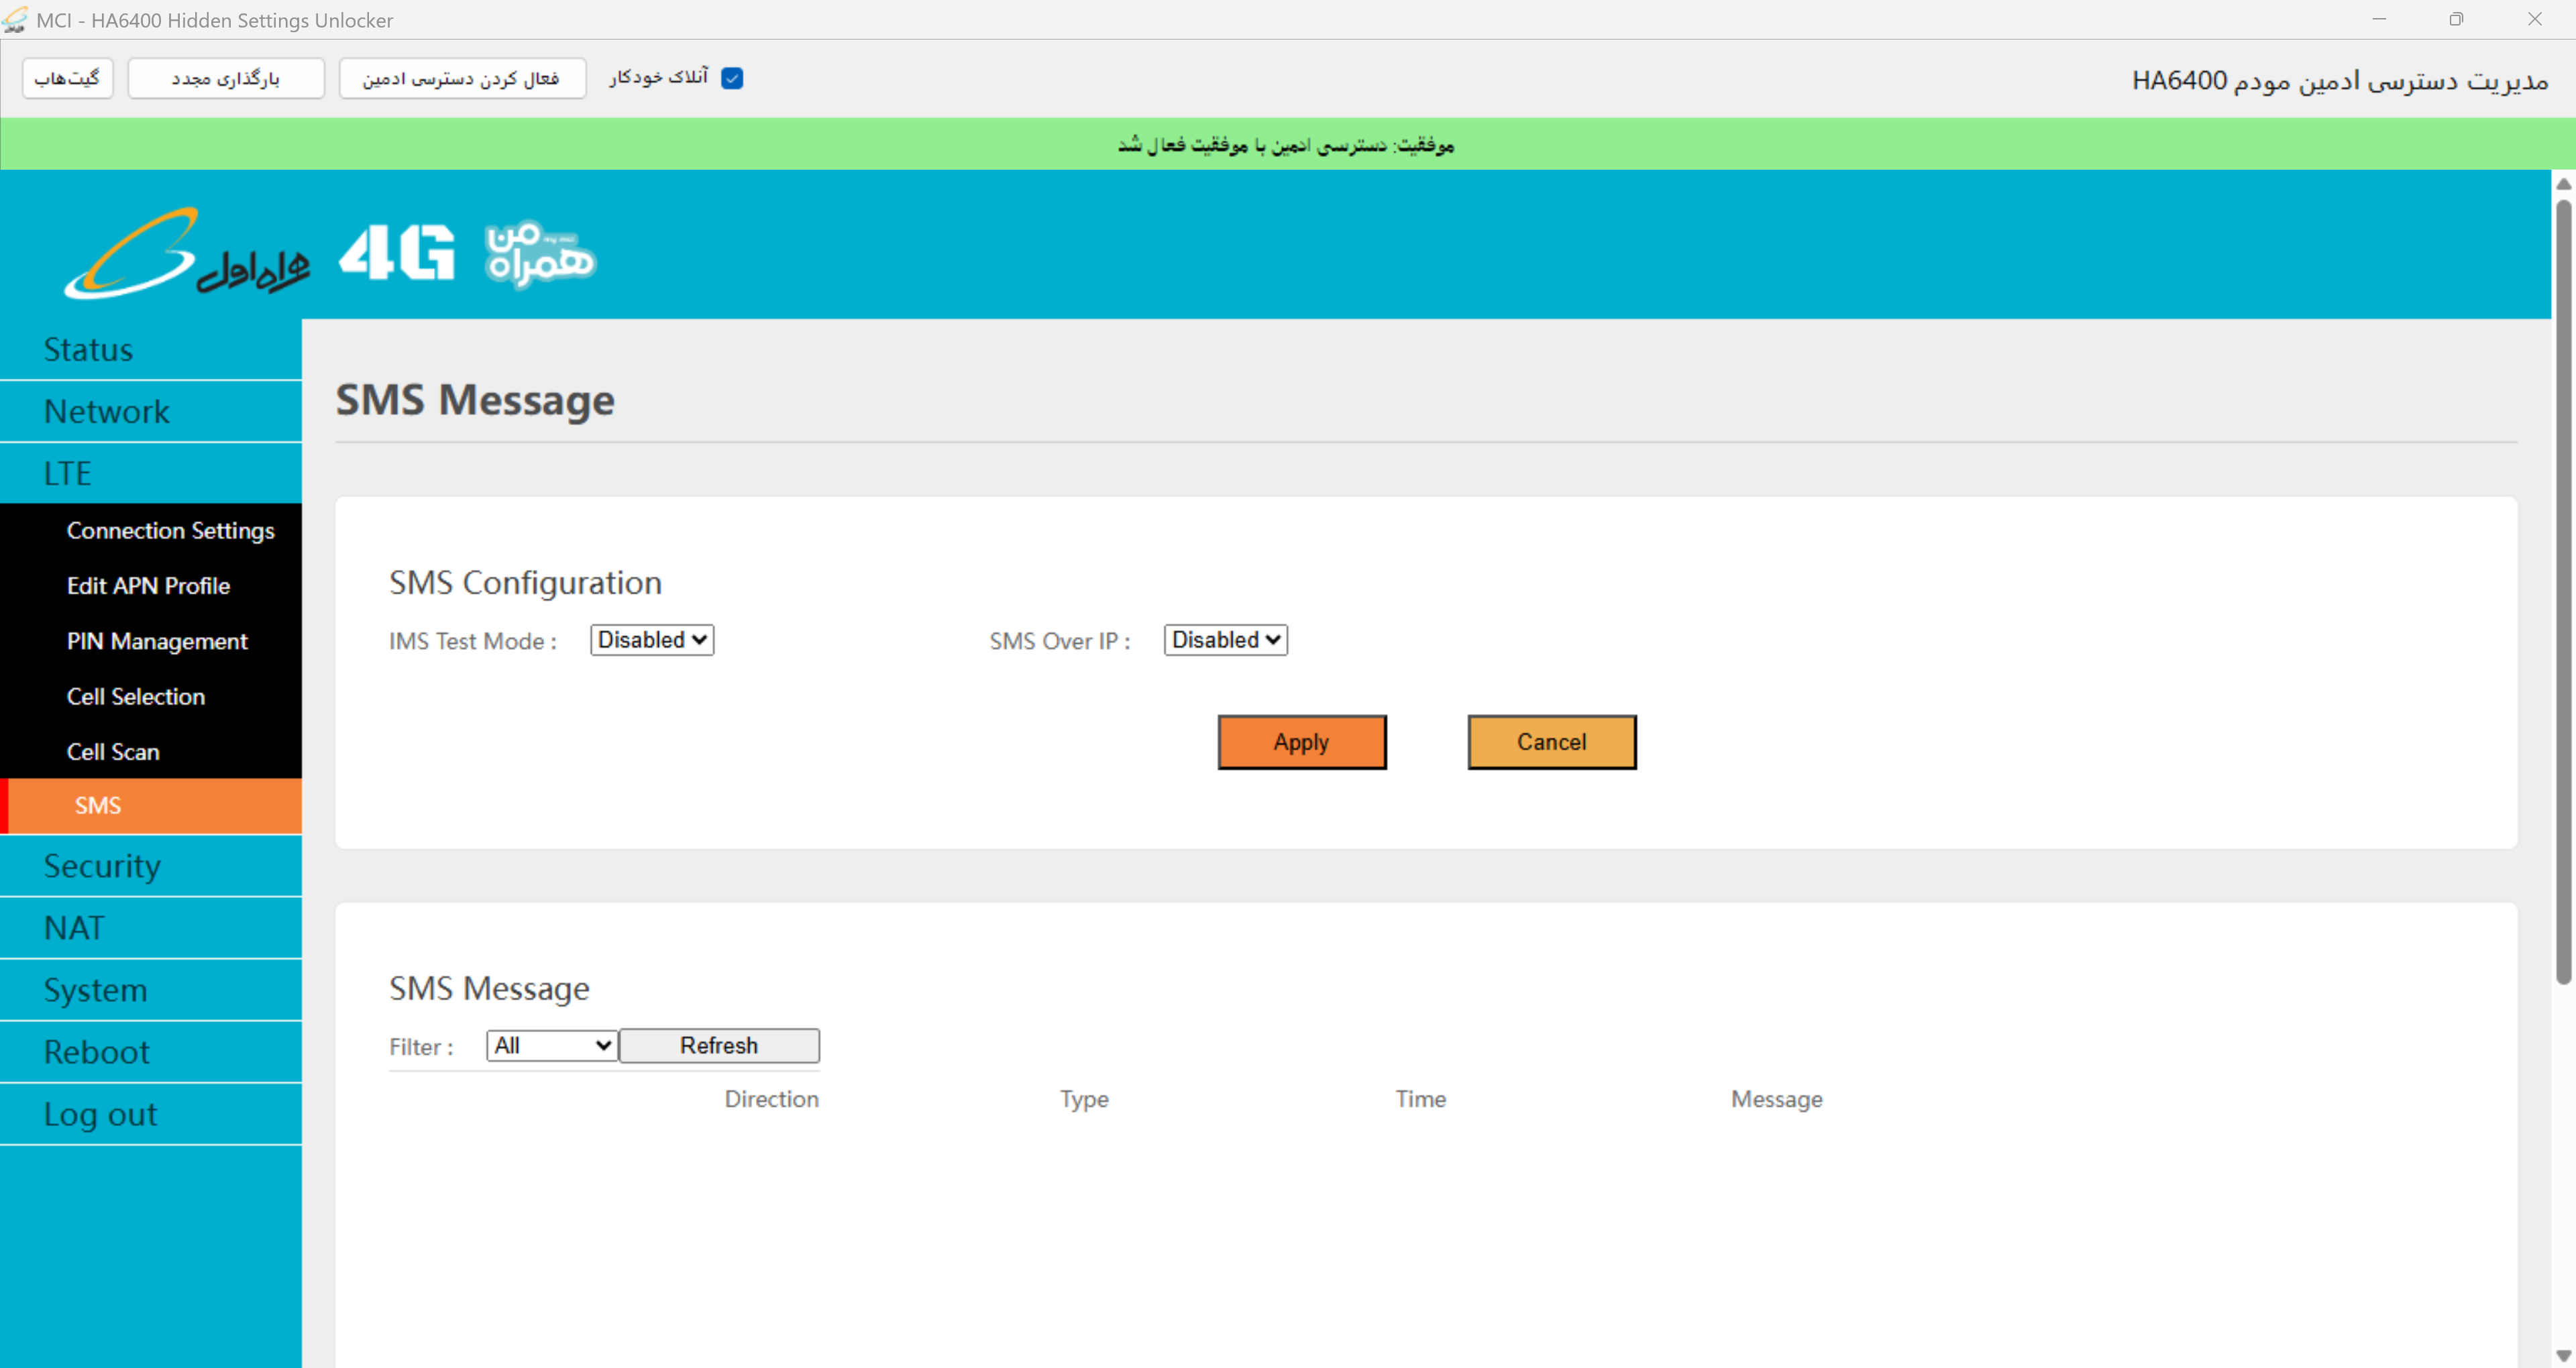 MCI - HA6400 Hidden Settings Unlocker
مدیریت دسترسی ادمین مودم HA6400
آنلاک خودکار
فعال کردن دسترسی ادمین
بارگذاری مجدد
گیت‌هاب
موفقیت: دسترسی ادمین با موفقیت فعال شد
همراه اول 4G همراه من my mci
Status
Network
LTE
Connection Settings
Edit APN Profile
PIN Management
Cell Selection
Cell Scan
SMS
Security
NAT
System
Reboot
Log out
SMS Message
SMS Configuration
IMS Test Mode : Disabled SMS Over IP : Disabled
Apply Cancel
SMS Message
Filter : All Refresh
Direction Type Time Message